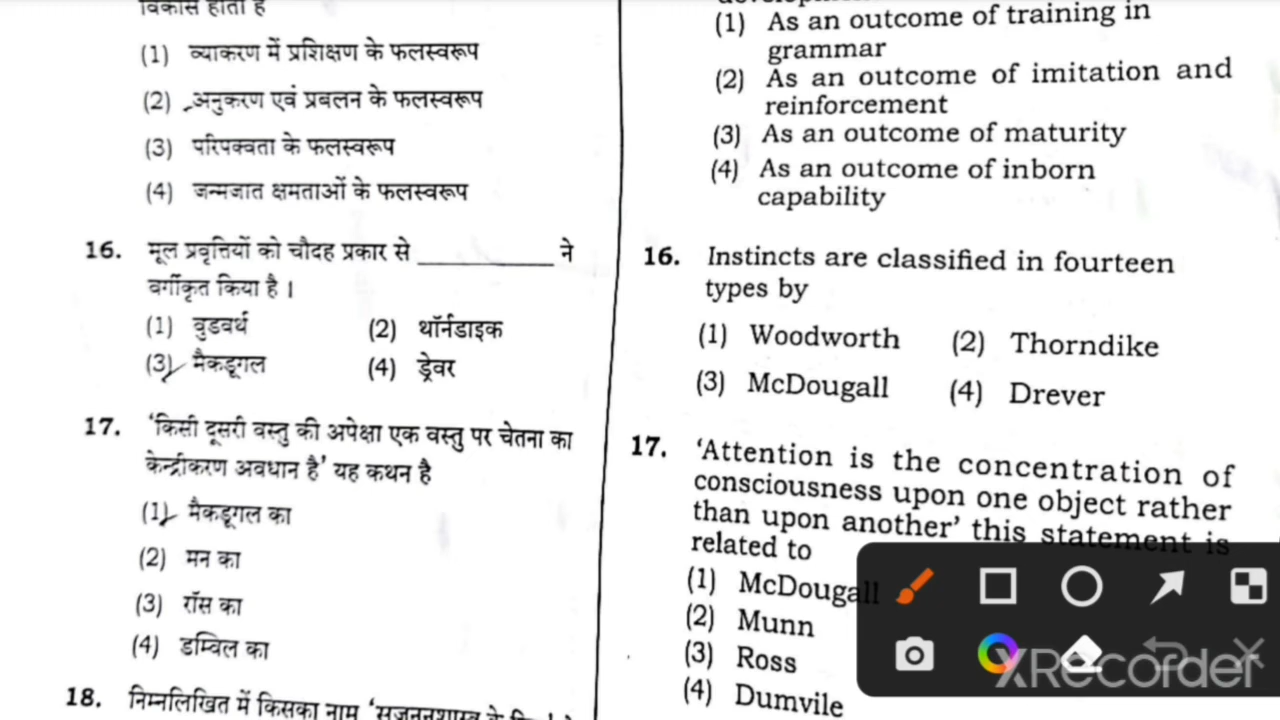 विकास होता है
(1) व्याकरण में प्रशिक्षण के फलस्वरूप
(2) अनुकरण एवं प्रबलन के फलस्वरूप
(3) परिपक्वता के फलस्वरूप
(4) जन्मजात क्षमताओं के फलस्वरूप
16. मूल प्रवृत्तियों को चौदह प्रकार से __________ ने
वर्गीकृत किया है ।
(1) वुडवर्थ (2) थॉर्नडाइक
(3) मैकडूगल (4) ड्रेवर
17. ‘किसी दूसरी वस्तु की अपेक्षा एक वस्तु पर चेतना का
केन्द्रीकरण अवधान है’ यह कथन है
(1) मैकडूगल का
(2) मन का
(3) रॉस का
(4) डम्विल का
18. निम्नलिखित में किसका नाम
(1) As an outcome of training in
grammar
(2) As an outcome of imitation and
reinforcement
(3) As an outcome of maturity
(4) As an outcome of inborn
capability
16. Instincts are classified in fourteen
types by
(1) Woodworth (2) Thorndike
(3) McDougall (4) Drever
17. ‘Attention is the concentration of
consciousness upon one object rather
than upon another’ this statement is
related to
(1) McDougall
(2) Munn
(3) Ross
(4) Dumvile
XRecorder